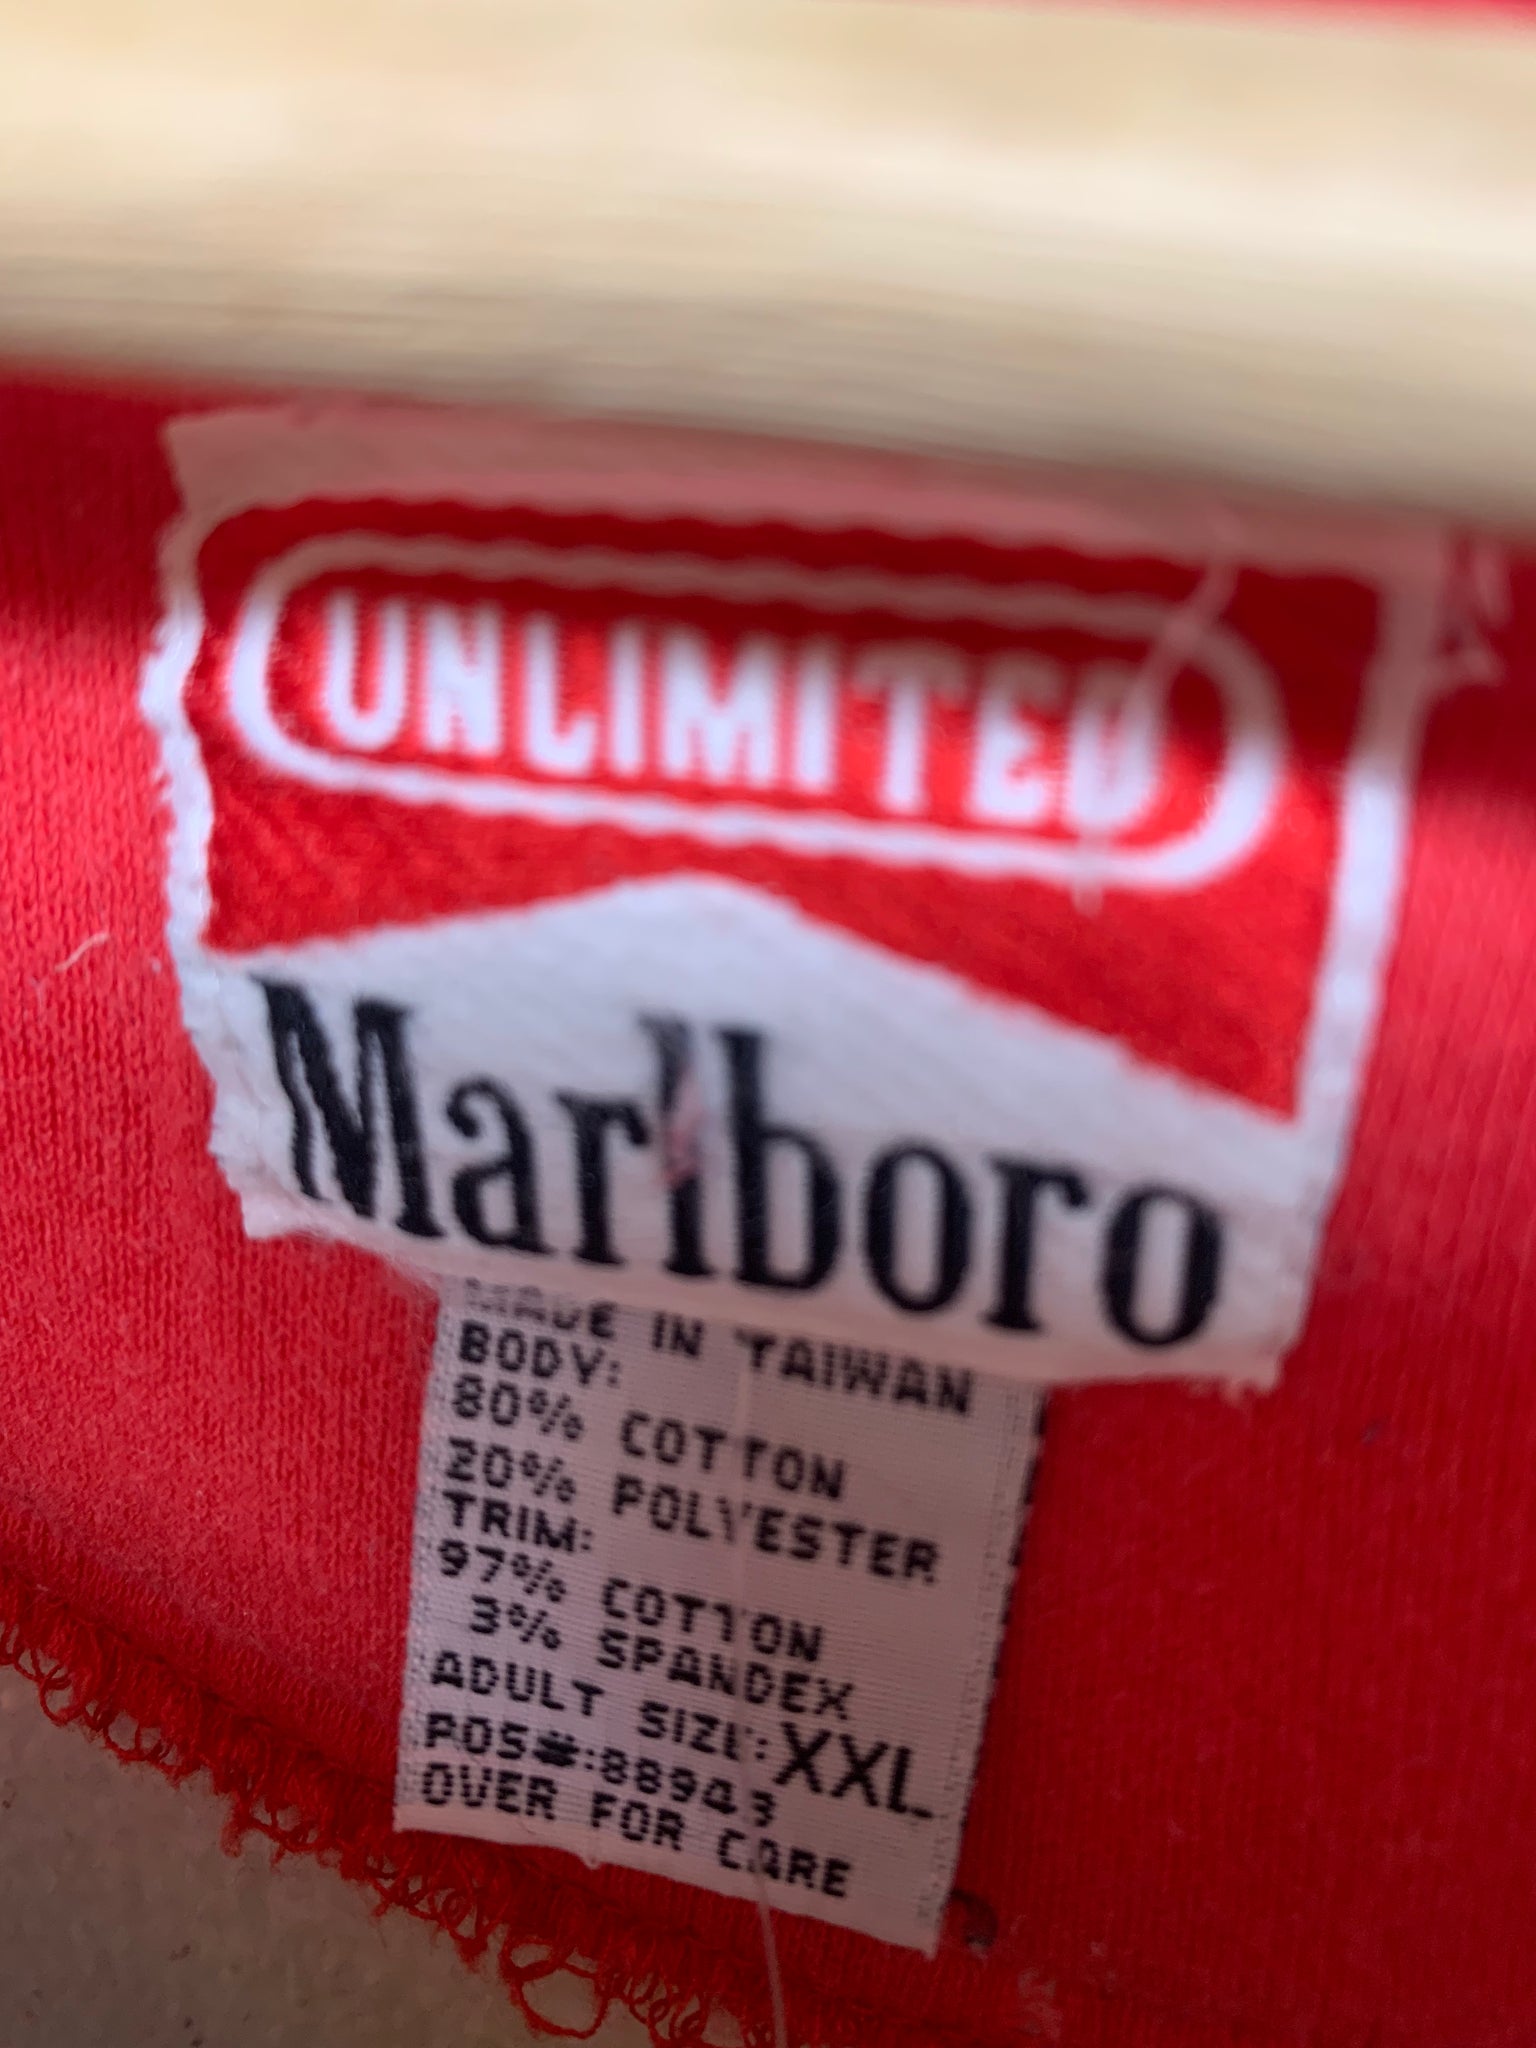 UNLIMITED
Marlboro
MADE IN TAIWAN
BODY:
80% COTTON
20% POLYESTER
TRIM:
97% COTTON
3% SPANDEX
ADULT SIZE: XXL
POS#:88943
OVER FOR CARE